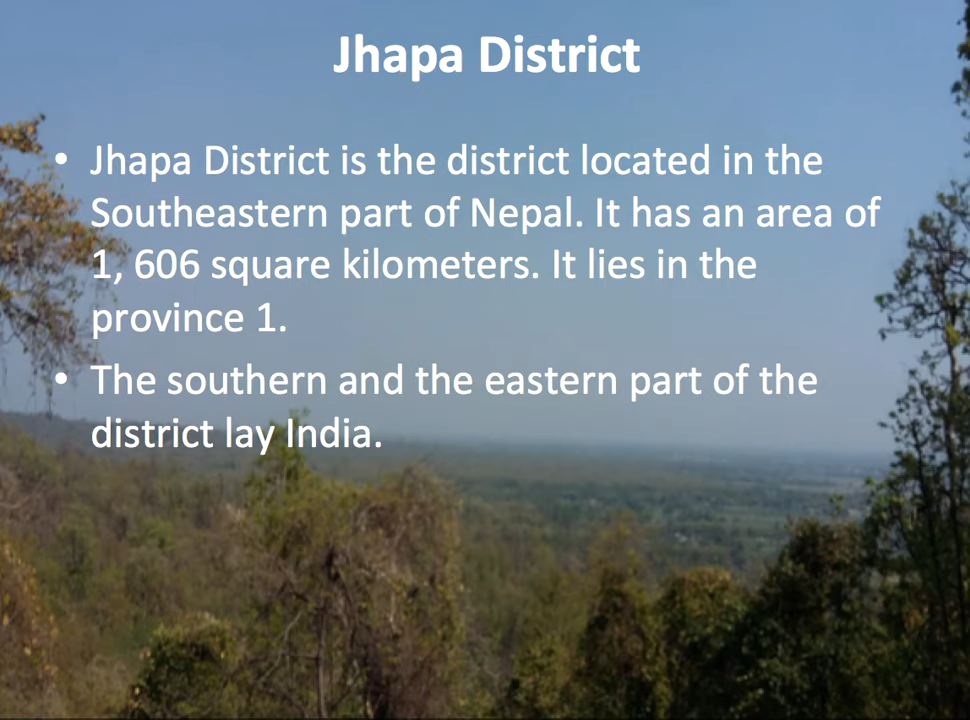 Jhapa District
• Jhapa District is the district located in the
Southeastern part of Nepal. It has an area of
1, 606 square kilometers. It lies in the
province 1.
• The southern and the eastern part of the
district lay India.